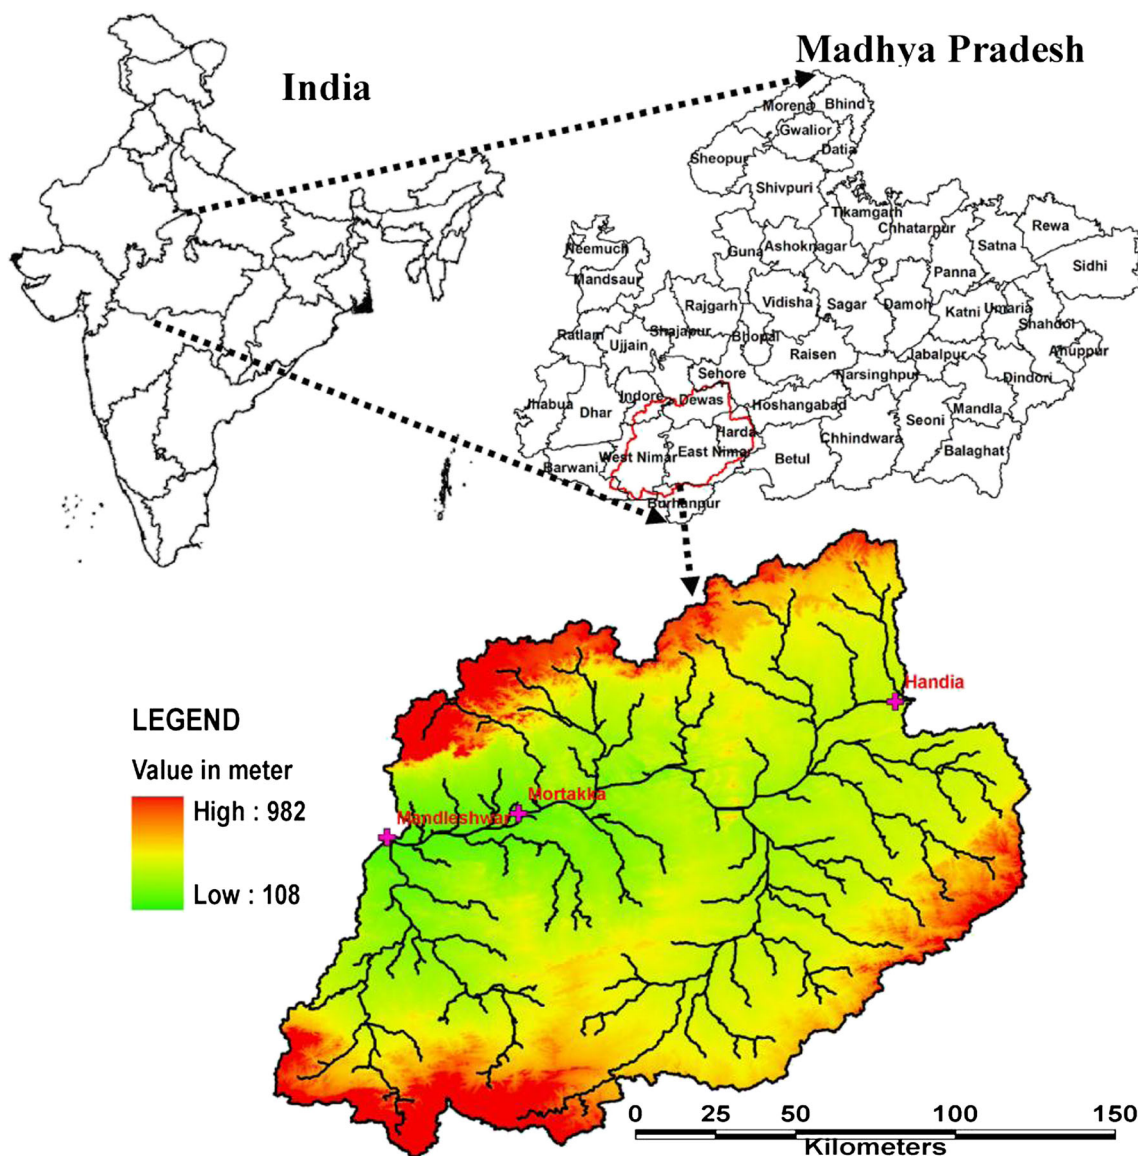 Madhya Pradesh
India
Morena
Bhind
Gwalior
Datia
Sheopur
Shivpuri
Tikamgarh
Chhatarpur
Rewa
Satna
Neemuch
Guna
Ashoknagar
Panna
Sidhi
Mandsaur
Rajgarh
Vidisha
Sagar
Damoh
Katni
Umaria
Shahdol
Ratlam
Shajapur
Ujjain
Bhopal
Raisen
Jabalpur
Anuppur
Sehore
Narsinghpur
Dindori
Jhabua
Indore
Dewas
Hoshangabad
Dhar
Mandla
Seoni
Harda
Chhindwara
West Nimar
East Nimar
Betul
Balaghat
Barwani
Burhanpur
Handia
LEGEND
Value in meter
High : 982
Low : 108
Mortakka
Mandleshwar
0 25 50 100 150
Kilometers